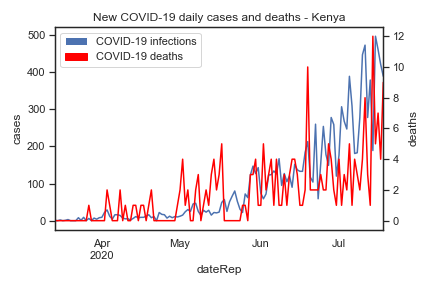 New COVID-19 daily cases and deaths - Kenya
COVID-19 infections
COVID-19 deaths
500
400
300
200
100
0
cases
12
10
8
6
4
2
0
deaths
Apr
2020
May
Jun
Jul
dateRep